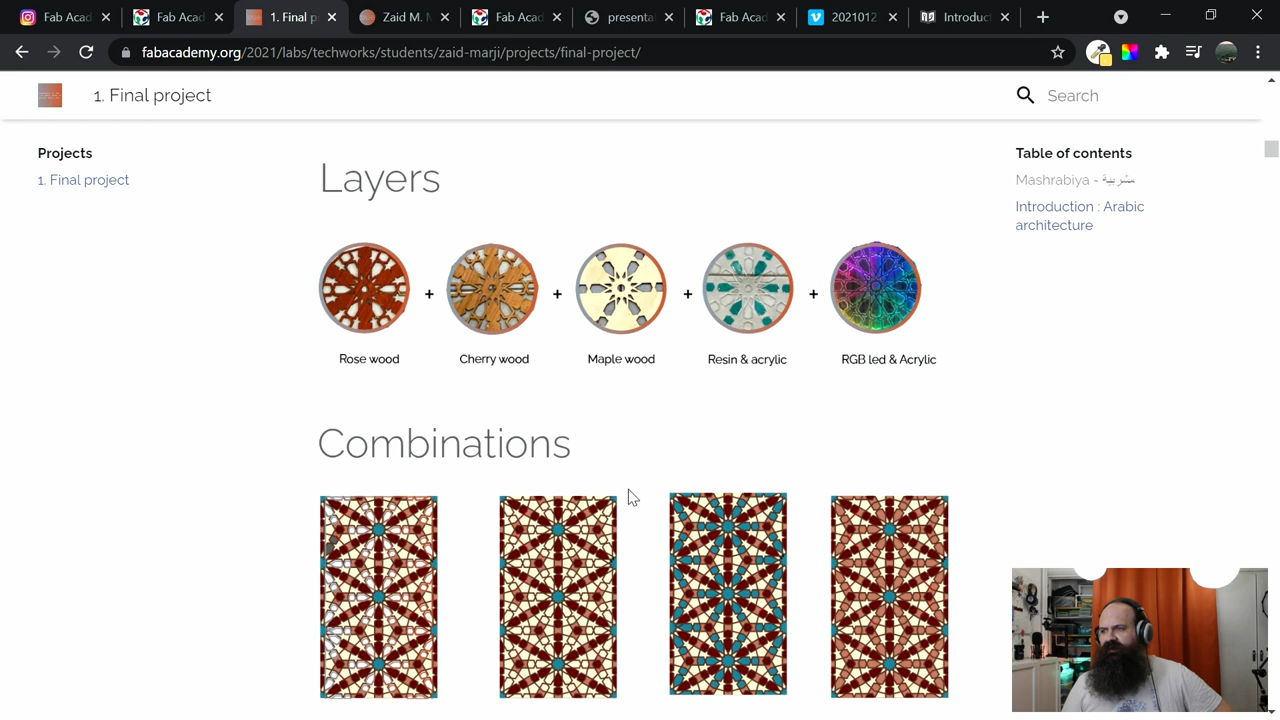 Fab Acad
Fab Acad
1. Final p
Zaid M. M
Fab Acad
presenta
Fab Acad
2021012
Introduct
fabacademy.org/2021/labs/techworks/students/zaid-marji/projects/final-project/
1. Final project
Search
Projects
1. Final project
Layers
Table of contents
Mashrabiya - مشربية
Introduction : Arabic
architecture
+ + + +
Rose wood Cherry wood Maple wood Resin & acrylic RGB led & Acrylic
Combinations